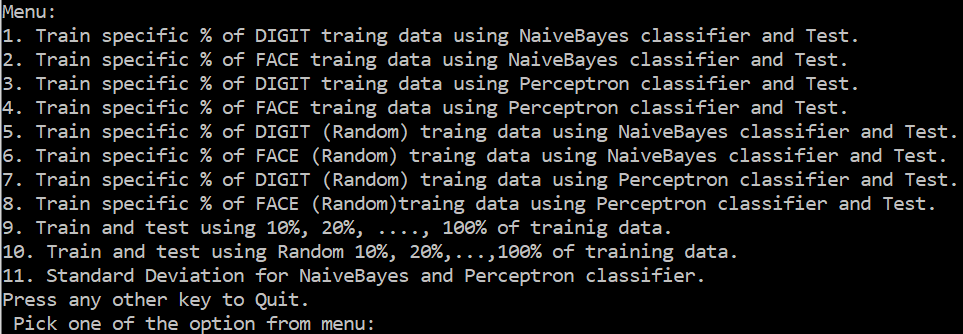 Menu:
1. Train specific % of DIGIT traing data using NaiveBayes classifier and Test.
2. Train specific % of FACE traing data using NaiveBayes classifier and Test.
3. Train specific % of DIGIT traing data using Perceptron classifier and Test.
4. Train specific % of FACE traing data using Perceptron classifier and Test.
5. Train specific % of DIGIT (Random) traing data using NaiveBayes classifier and Test.
6. Train specific % of FACE (Random) traing data using NaiveBayes classifier and Test.
7. Train specific % of DIGIT (Random) traing data using Perceptron classifier and Test.
8. Train specific % of FACE (Random)traing data using Perceptron classifier and Test.
9. Train and test using 10%, 20%, ...., 100% of trainig data.
10. Train and test using Random 10%, 20%,...,100% of training data.
11. Standard Deviation for NaiveBayes and Perceptron classifier.
Press any other key to Quit.
Pick one of the option from menu: